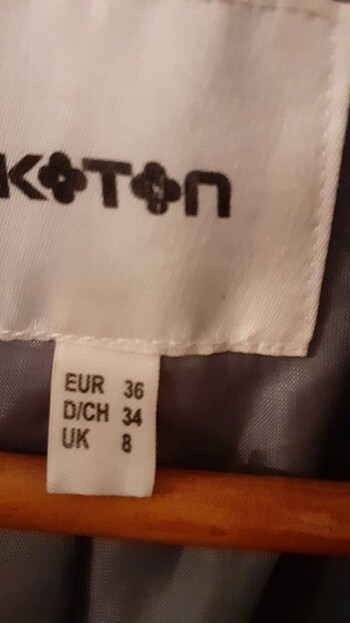 KOTON
EUR 36
D/CH 34
UK 8